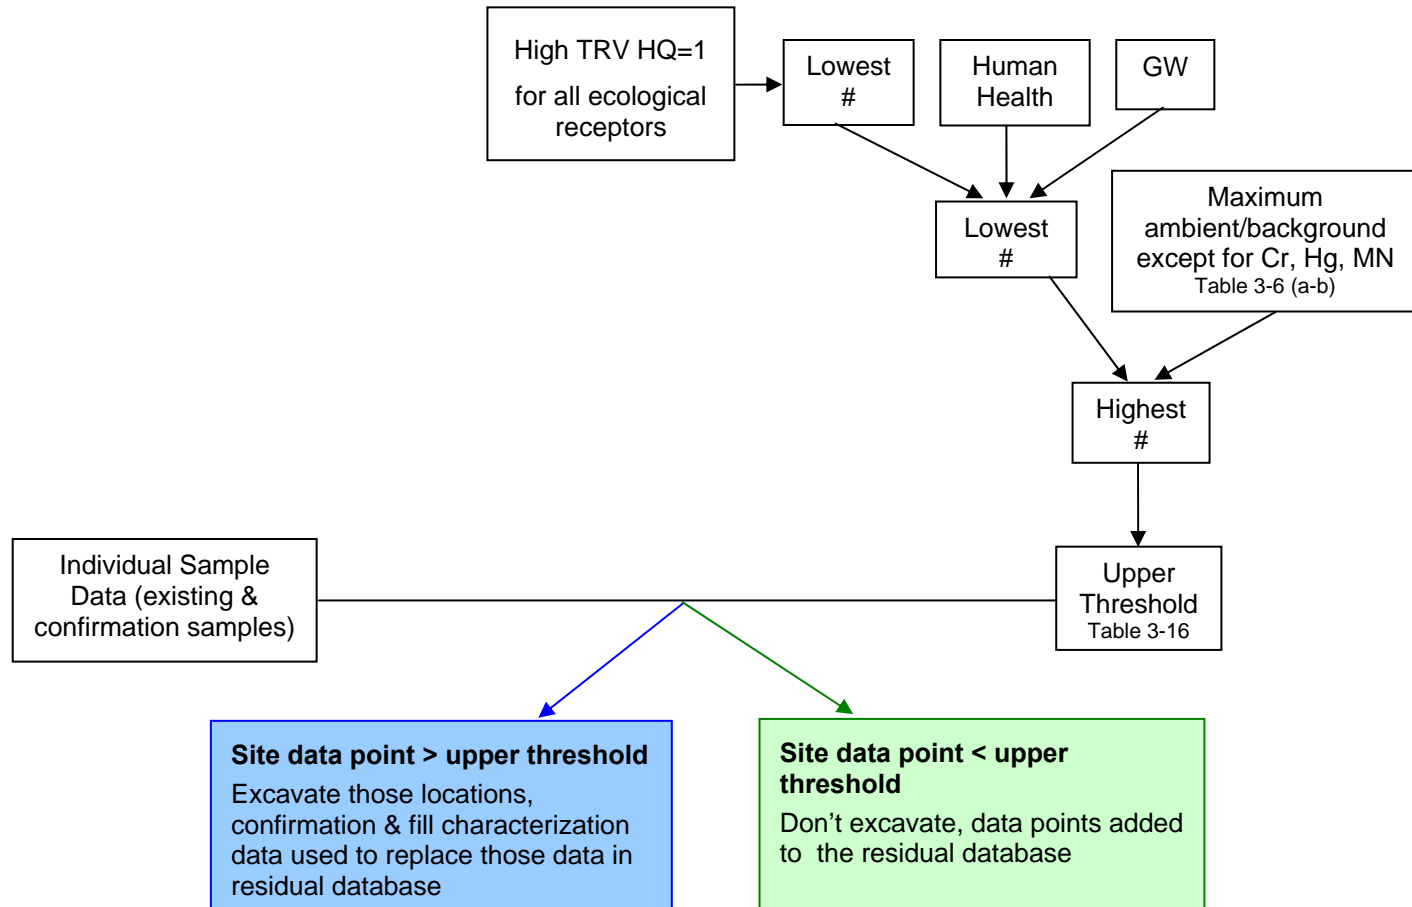 High TRV HQ=1
for all ecological
receptors
Lowest
#
Human
Health
GW
Lowest
#
Maximum
ambient/background
except for Cr, Hg, MN
Table 3-6 (a-b)
Highest
#
Individual Sample
Data (existing &
confirmation samples)
Upper
Threshold
Table 3-16
Site data point > upper threshold
Excavate those locations,
confirmation & fill characterization
data used to replace those data in
residual database
Site data point < upper
threshold
Don’t excavate, data points added
to the residual database